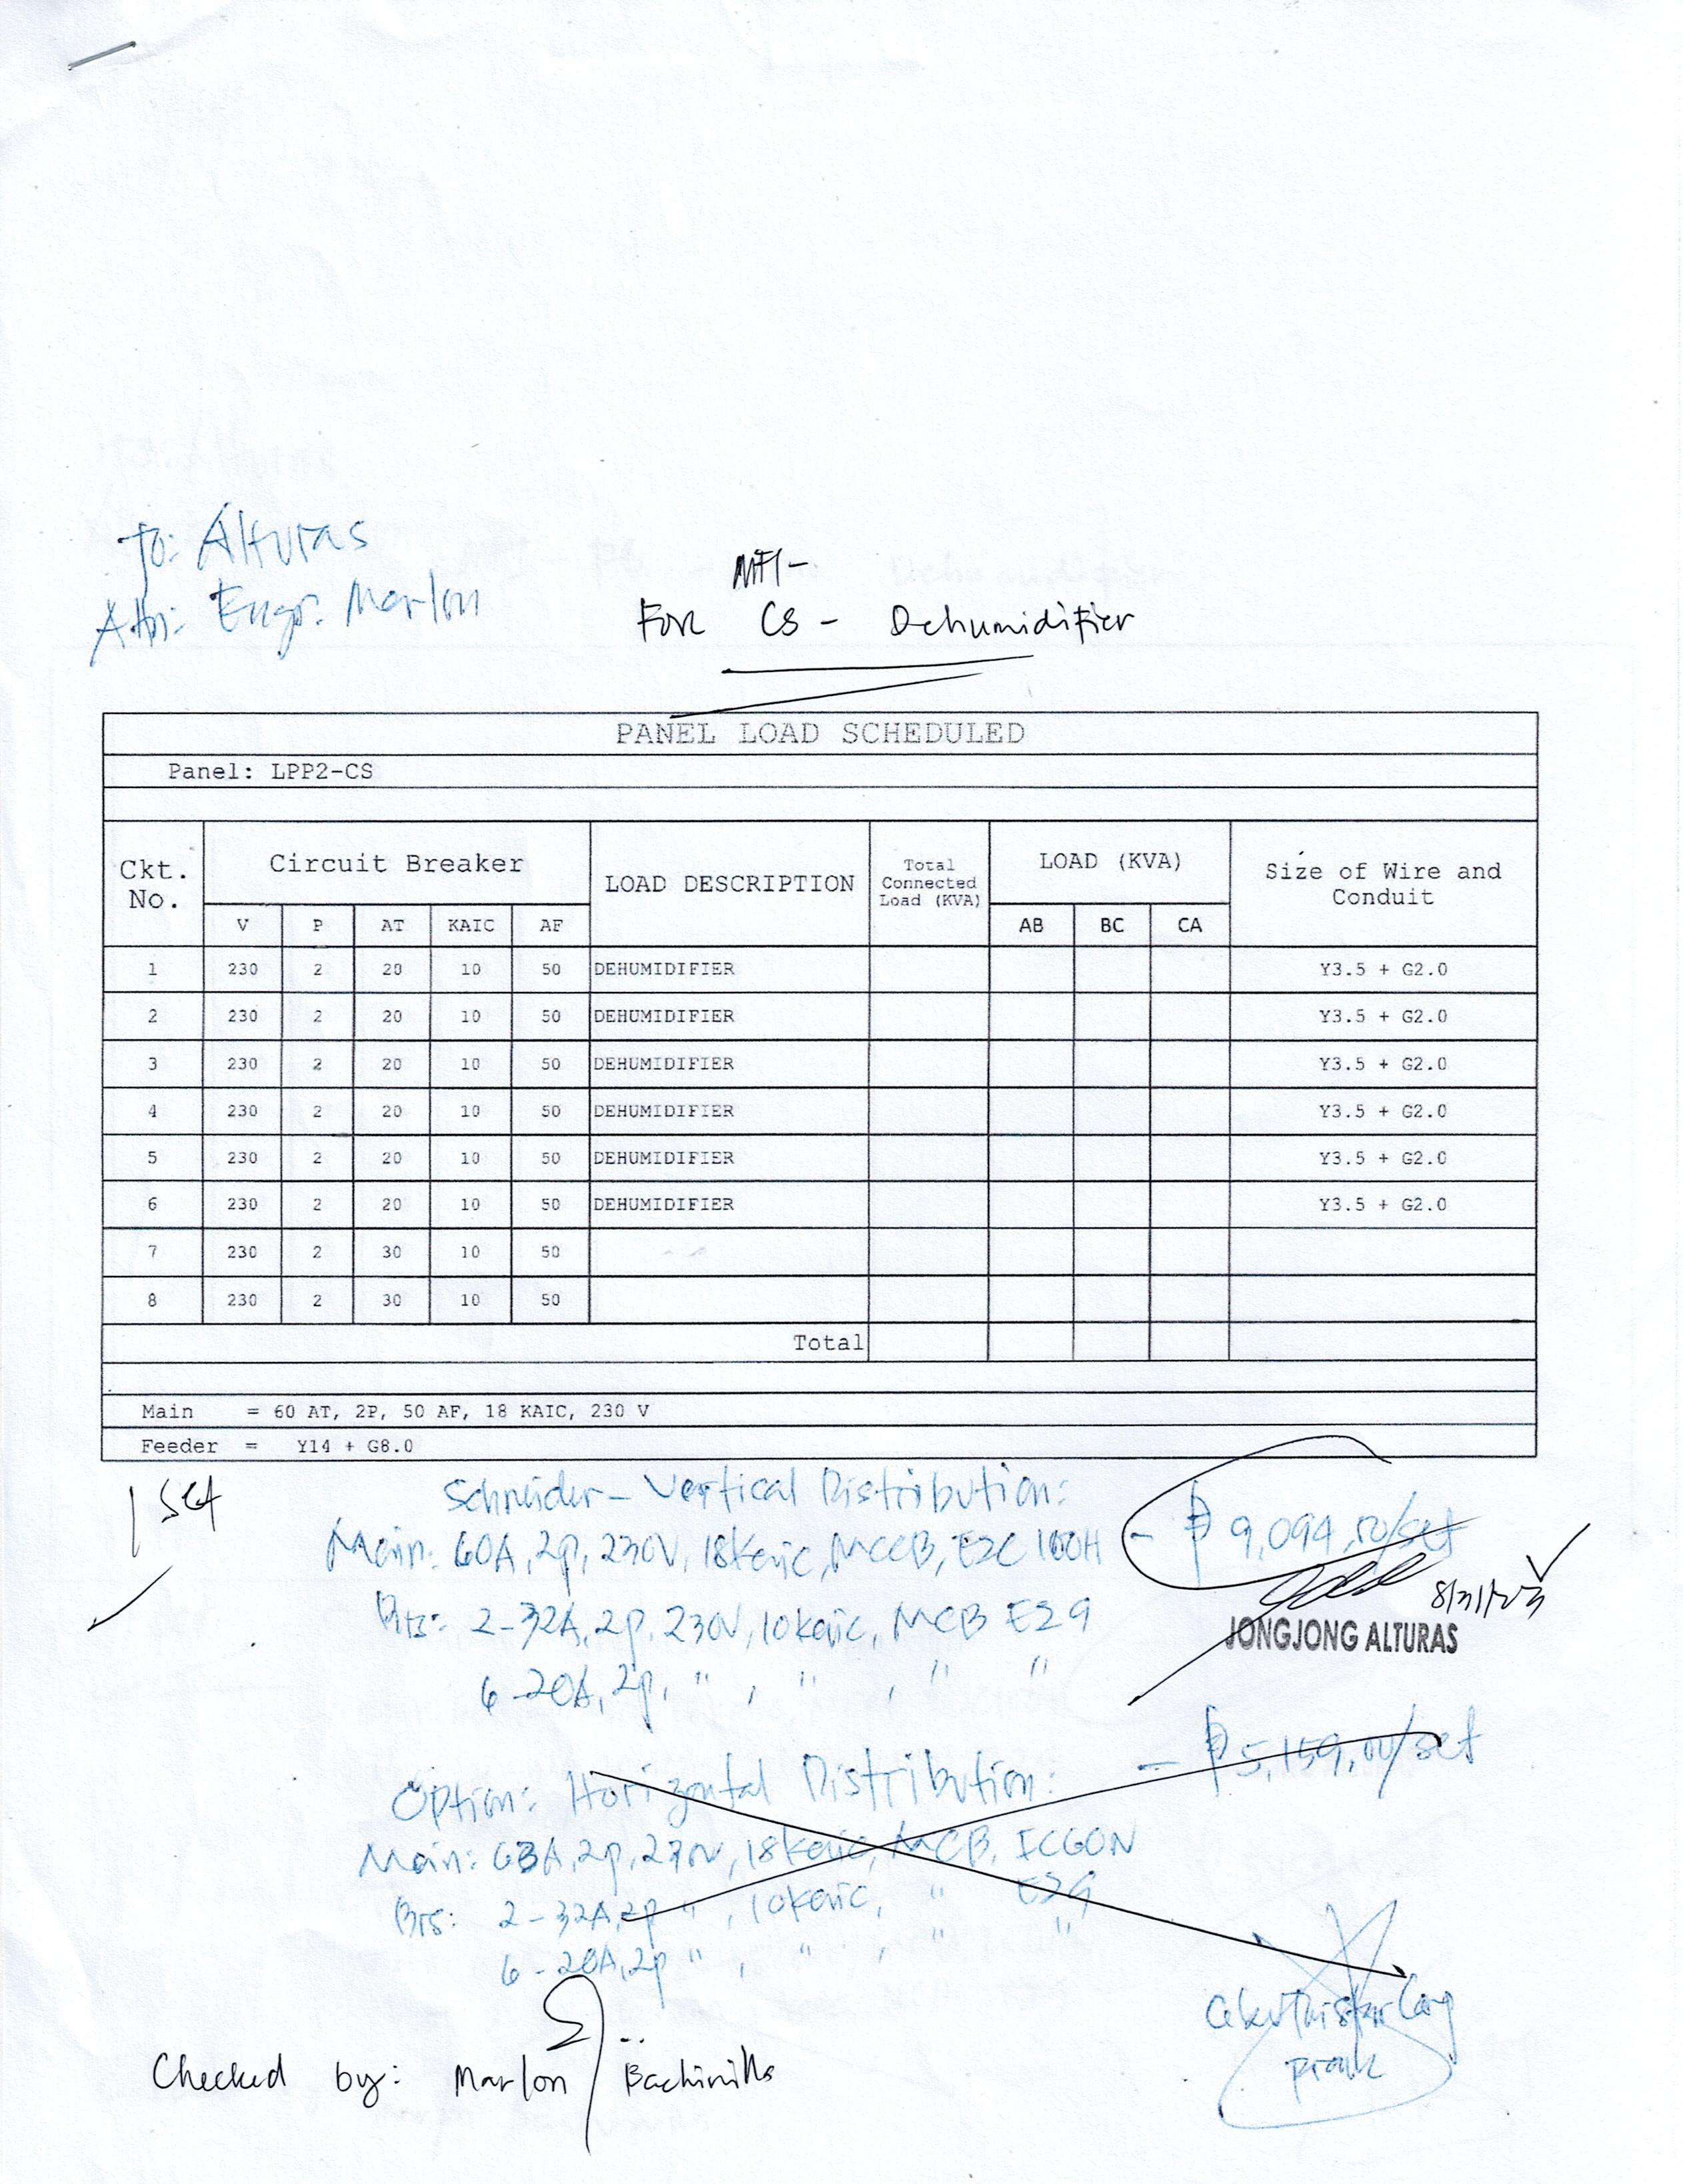 To: Alturas
Attn: Engr. Marlon
MFI-
For CS - Dehumidifier
PANEL LOAD SCHEDULED
Panel: LPP2-CS
Ckt. No. Circuit Breaker LOAD DESCRIPTION Total Connected Load (KVA) LOAD (KVA) Size of Wire and Conduit
V P AT KAIC AF AB BC CA
1 230 2 20 10 50 DEHUMIDIFIER Y3.5 + G2.0
2 230 2 20 10 50 DEHUMIDIFIER Y3.5 + G2.0
3 230 2 20 10 50 DEHUMIDIFIER Y3.5 + G2.0
4 230 2 20 10 50 DEHUMIDIFIER Y3.5 + G2.0
5 230 2 20 10 50 DEHUMIDIFIER Y3.5 + G2.0
6 230 2 20 10 50 DEHUMIDIFIER Y3.5 + G2.0
7 230 2 30 10 50
8 230 2 30 10 50
Total
Main = 60 AT, 2P, 50 AF, 18 KAIC, 230 V
Feeder = Y14 + G8.0
1 set
Schneider - Vertical Distribution:
Main: 60A, 2p, 230V, 18kaic, MCCB, EZC 100H - ₱ 9,094.50/set
8/31/23
2-32A, 2p, 230V, 10kaic, MCB EZ9
JONGJONG ALTURAS
6-20A, 2p, " , " , " "
Option: Horizontal Distribution: - ₱5,159.00/set
Main: 63A, 2p, 230V, 18kaic, MCB, IC60N
Brs: 2-32A, 2p " , 10kaic, " EZ9
6-20A, 2p " , " , " "
Checked by: Marlon